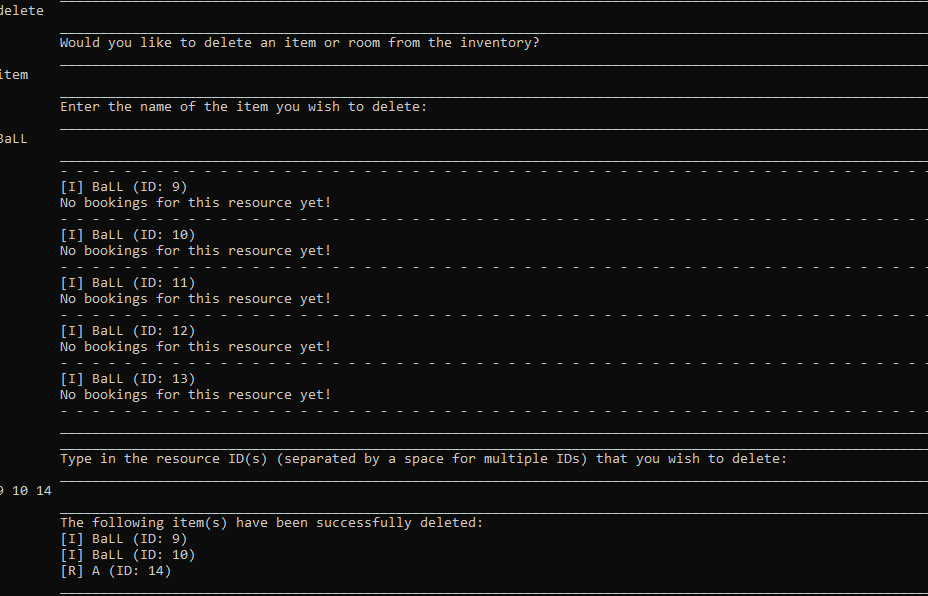 delete
Would you like to delete an item or room from the inventory?
item
Enter the name of the item you wish to delete:
BaLL
[I] BaLL (ID: 9)
No bookings for this resource yet!
[I] BaLL (ID: 10)
No bookings for this resource yet!
[I] BaLL (ID: 11)
No bookings for this resource yet!
[I] BaLL (ID: 12)
No bookings for this resource yet!
[I] BaLL (ID: 13)
No bookings for this resource yet!
Type in the resource ID(s) (separated by a space for multiple IDs) that you wish to delete:
9 10 14
The following item(s) have been successfully deleted:
[I] BaLL (ID: 9)
[I] BaLL (ID: 10)
[R] A (ID: 14)